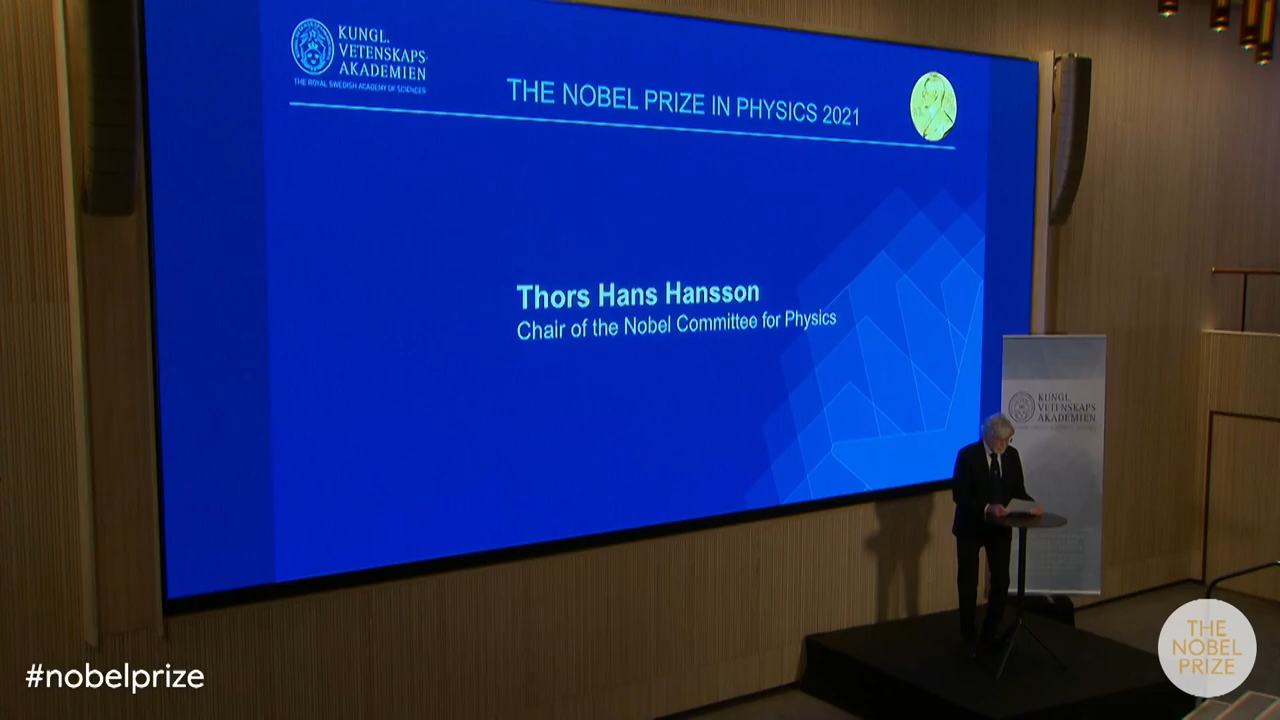 KUNGL.
VETENSKAPS-
AKADEMIEN
THE ROYAL SWEDISH ACADEMY OF SCIENCES
THE NOBEL PRIZE IN PHYSICS 2021
Thors Hans Hansson
Chair of the Nobel Committee for Physics
KUNGL.
VETENSKAPS
AKADEMIEN
#nobelprize
THE
NOBEL
PRIZE